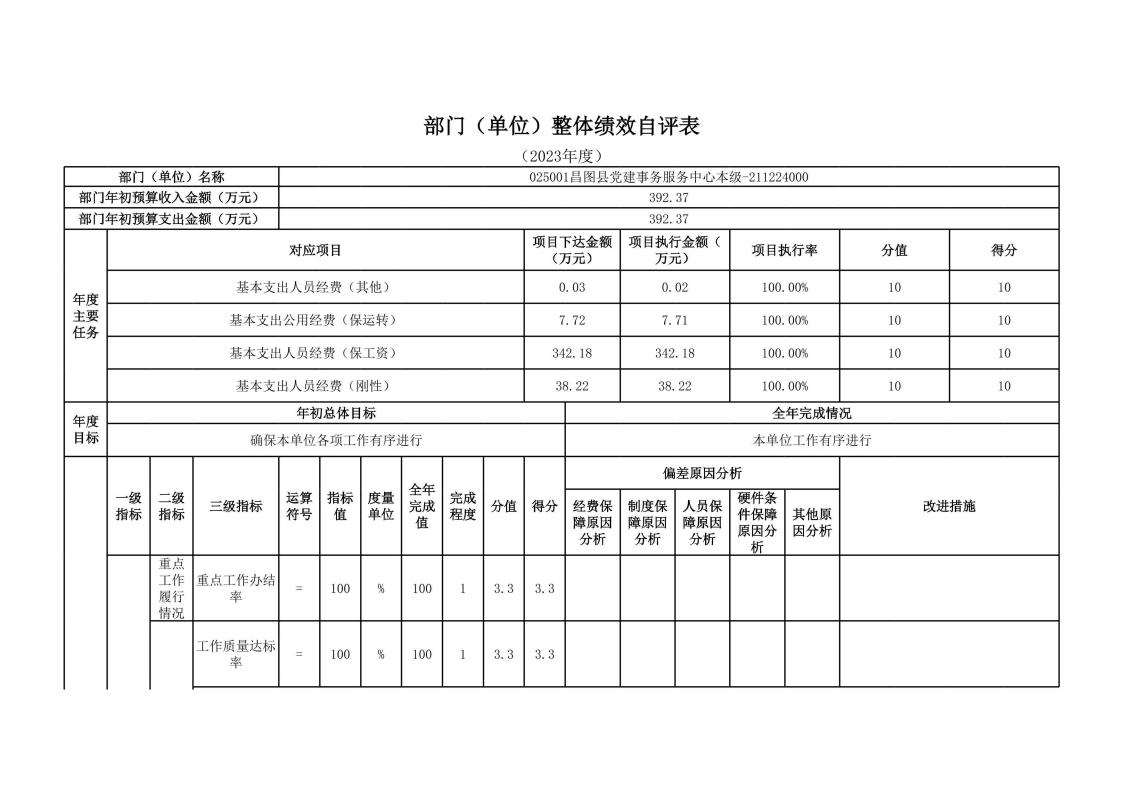 部门（单位）整体绩效自评表
（2023年度）
部门（单位）名称 025001昌图县党建事务服务中心本级-211224000
部门年初预算收入金额（万元） 392.37
部门年初预算支出金额（万元） 392.37
年度
主要
任务
对应项目
项目下达金额
（万元）
项目执行金额（
万元）
项目执行率
分值
得分
基本支出人员经费（其他） 0.03 0.02 100.00% 10 10
基本支出公用经费（保运转） 7.72 7.71 100.00% 10 10
基本支出人员经费（保工资） 342.18 342.18 100.00% 10 10
基本支出人员经费（刚性） 38.22 38.22 100.00% 10 10
年度
目标
年初总体目标 全年完成情况
确保本单位各项工作有序进行 本单位工作有序进行
一级
指标
二级
指标
三级指标
运算
符号
指标
值
度量
单位
全年
完成
值
完成
程度
分值
得分
偏差原因分析
经费保
障原因
分析
制度保
障原因
分析
人员保
障原因
分析
硬件条
件保障
原因分
析
其他原
因分析
改进措施
重点
工作
履行
情况
重点工作办结
率
= 100 % 100 1 3.3 3.3
工作质量达标
率
= 100 % 100 1 3.3 3.3